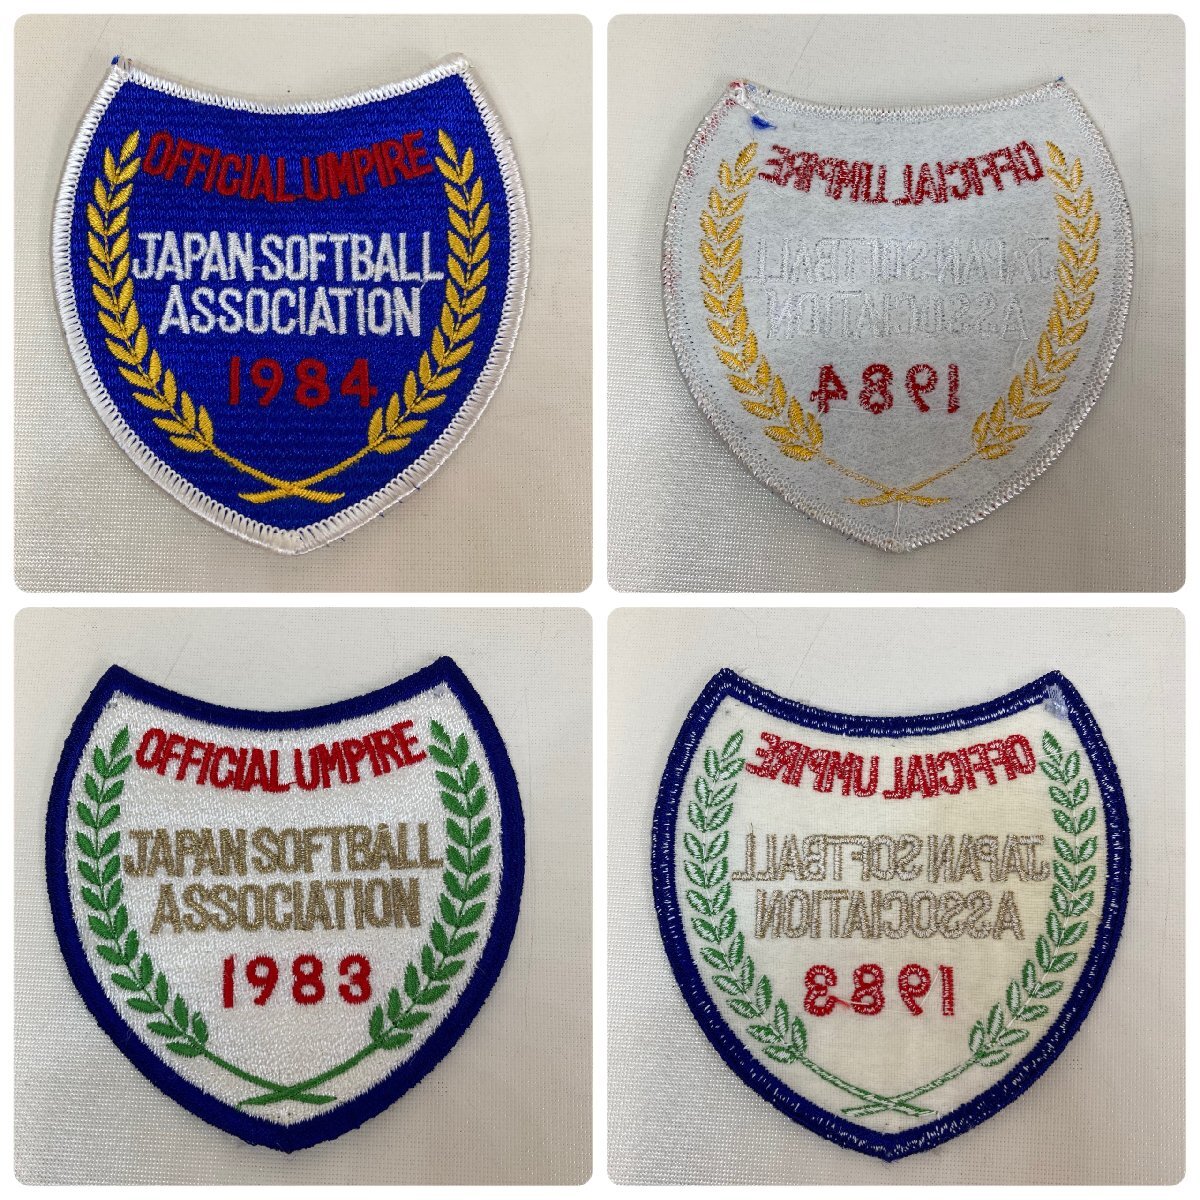 OFFICIAL UMPIRE
JAPAN SOFTBALL
ASSOCIATION
1984
OFFICIAL UMPIRE
JAPAN SOFTBALL
ASSOCIATION
1984
OFFICIAL UMPIRE
JAPAN SOFTBALL
ASSOCIATION
1983
OFFICIAL UMPIRE
JAPAN SOFTBALL
ASSOCIATION
1983